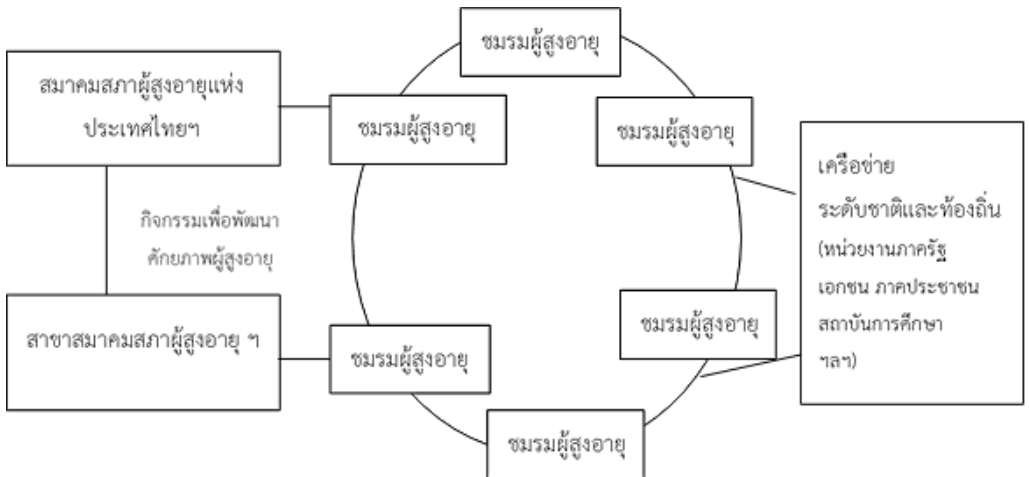 ชมรมผู้สูงอายุ
สมาคมสภาผู้สูงอายุแห่ง
ประเทศไทยฯ
ชมรมผู้สูงอายุ
ชมรมผู้สูงอายุ
เครือข่าย
ระดับชาติและท้องถิ่น
(หน่วยงานภาครัฐ
เอกชน ภาคประชาชน
สถาบันการศึกษา
ฯลฯ)
กิจกรรมเพื่อพัฒนา
ศักยภาพผู้สูงอายุ
สาขาสมาคมสภาผู้สูงอายุ ฯ
ชมรมผู้สูงอายุ
ชมรมผู้สูงอายุ
ชมรมผู้สูงอายุ